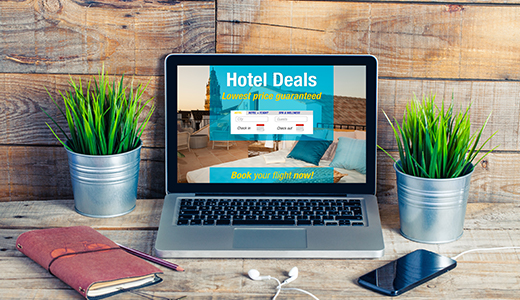 Hotel Deals
Lowest price guaranteed
Check in
Check out
Book your flight now!